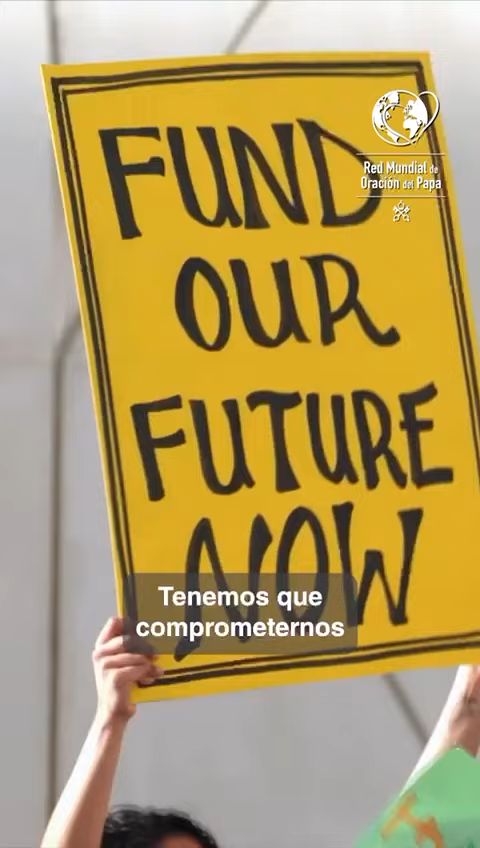 FUND
OUR
FUTURE
NOW
Red Mundial de
Oración del Papa
Tenemos que
comprometernos